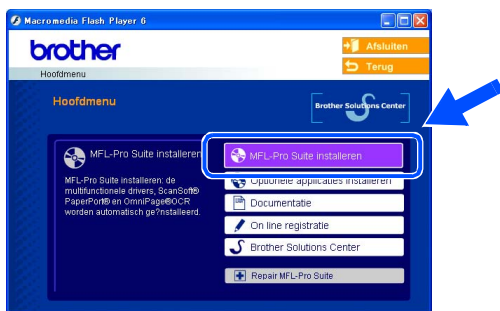 Macromedia Flash Player 6
brother
Afsluiten
Terug
Hoofdmenu
Hoofdmenu
Brother Solutions Center
MFL-Pro Suite installeren
MFL-Pro Suite installeren: de
multifunctionele drivers, ScanSoft®
PaperPort® en OmniPage®OCR
worden automatisch ge?nstalleerd.
MFL-Pro Suite installeren
Optionele applicaties installeren
Documentatie
On line registratie
Brother Solutions Center
Repair MFL-Pro Suite